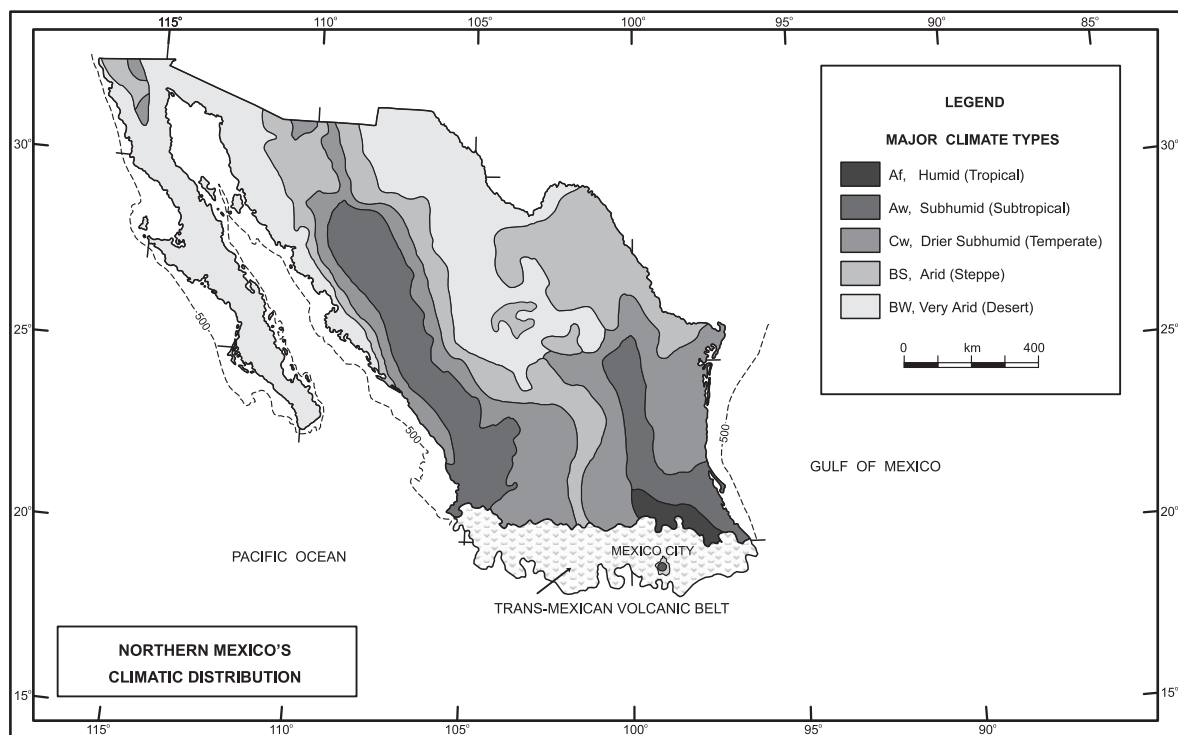 115° 110° 105° 100° 95° 90° 85°
30° 30°
25° 25°
20° 20°
15° 15°
115° 110° 105° 100° 95° 90°
LEGEND
MAJOR CLIMATE TYPES
Af, Humid (Tropical)
Aw, Subhumid (Subtropical)
Cw, Drier Subhumid (Temperate)
BS, Arid (Steppe)
BW, Very Arid (Desert)
0 km 400
500
500
500
GULF OF MEXICO
PACIFIC OCEAN
MEXICO CITY
TRANS-MEXICAN VOLCANIC BELT
NORTHERN MEXICO'S
CLIMATIC DISTRIBUTION